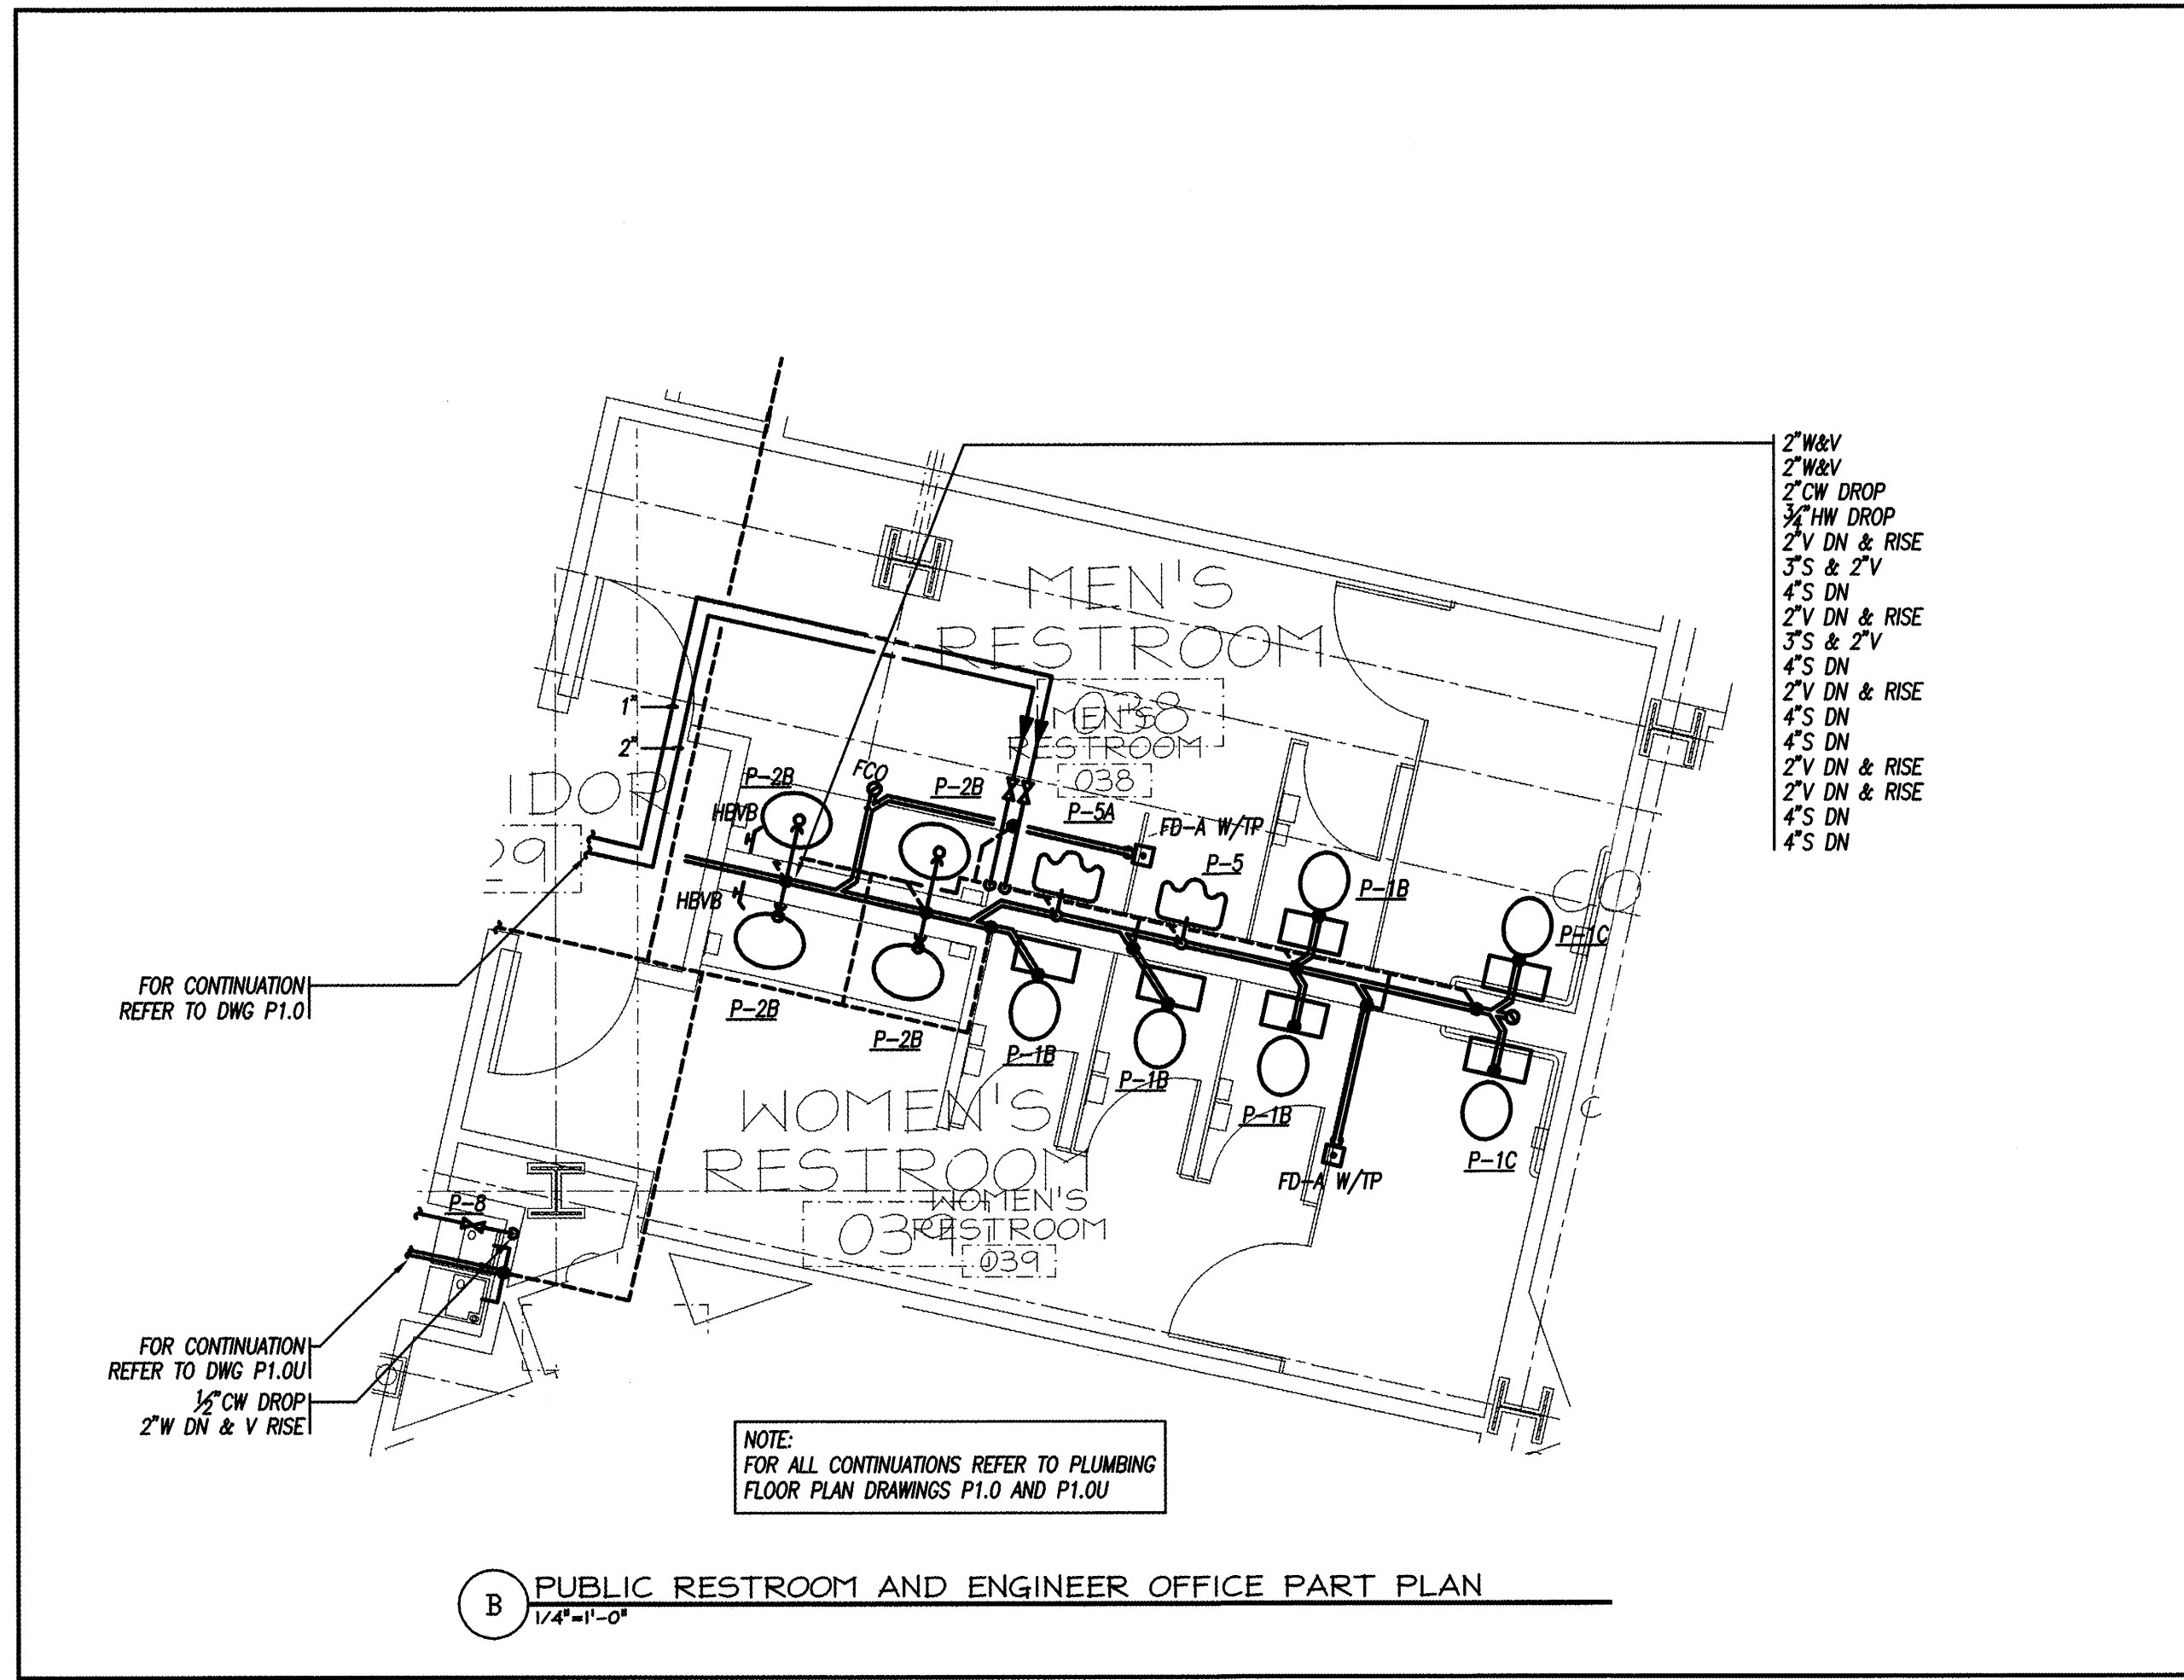 2"W&V
2"W&V
2"CW DROP
3/4"HW DROP
2"V DN & RISE
3"S & 2"V
4"S DN
2"V DN & RISE
3"S & 2"V
4"S DN
2"V DN & RISE
4"S DN
4"S DN
2"V DN & RISE
2"V DN & RISE
4"S DN
4"S DN
MEN'S
RESTROOM
038
MEN'S
RESTROOM
038
1"
2"
IDOR
29
P-2B
FCO
P-2B
HBVB
P-5A
FD-A W/TP
P-5
P-1B
P-1C
CO
HBVB
FOR CONTINUATION
REFER TO DWG P1.0
P-2B
P-2B
P-1B
P-1B
P-1B
C
P-1C
WOMEN'S
RESTROOM
039
FD-A W/TP
WOMEN'S
RESTROOM
039
P-8
FOR CONTINUATION
REFER TO DWG P1.0U
1/2"CW DROP
2"W DN & V RISE
NOTE:
FOR ALL CONTINUATIONS REFER TO PLUMBING
FLOOR PLAN DRAWINGS P1.0 AND P1.0U
B PUBLIC RESTROOM AND ENGINEER OFFICE PART PLAN
1/4"=1'-0"